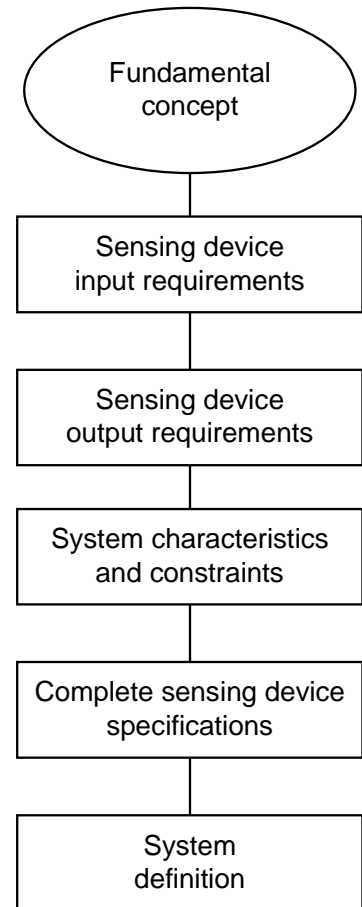 Fundamental
concept
Sensing device
input requirements
Sensing device
output requirements
System characteristics
and constraints
Complete sensing device
specifications
System
definition